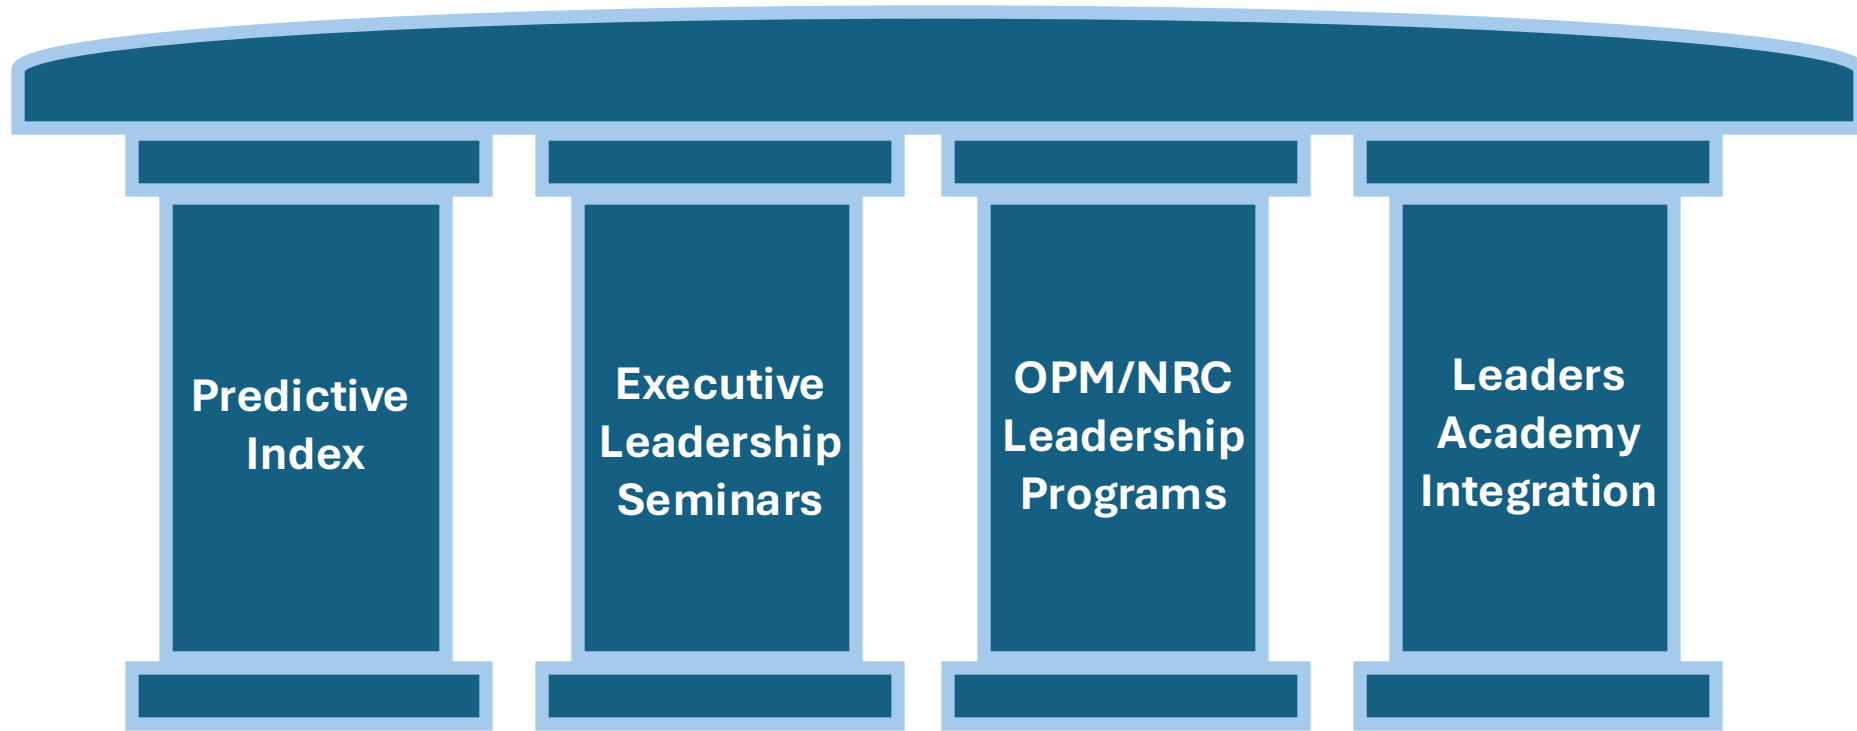 Predictive
Index
Executive
Leadership
Seminars
OPM/NRC
Leadership
Programs
Leaders
Academy
Integration